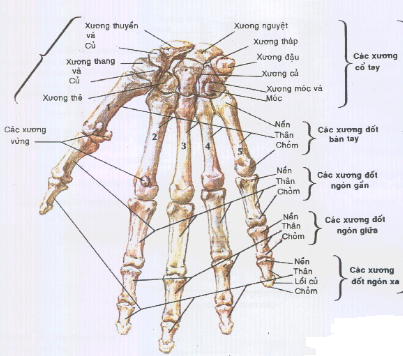 Xương thuyền
và
Củ
Xương thang
và
Củ
Xương thê
Các xương
vừng
Xương nguyệt
Xương tháp
Xương đậu
Xương cả
Xương móc và
Móc
Các xương
cổ tay
Nền
Thân
Chỏm
Các xương đốt
bàn tay
Nền
Thân
Chỏm
Các xương đốt
ngón gần
Nền
Thân
Chỏm
Các xương đốt
ngón giữa
Nền
Thân
Lồi củ
Chỏm
Các xương
đốt ngón xa
2
3
4
5